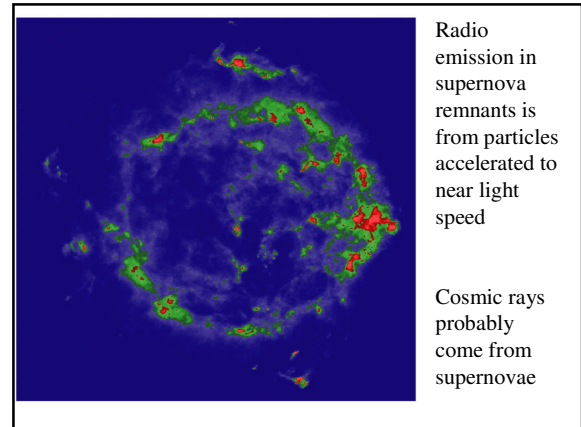 Radio
emission in
supernova
remnants is
from particles
accelerated to
near light
speed
Cosmic rays
probably
come from
supernovae